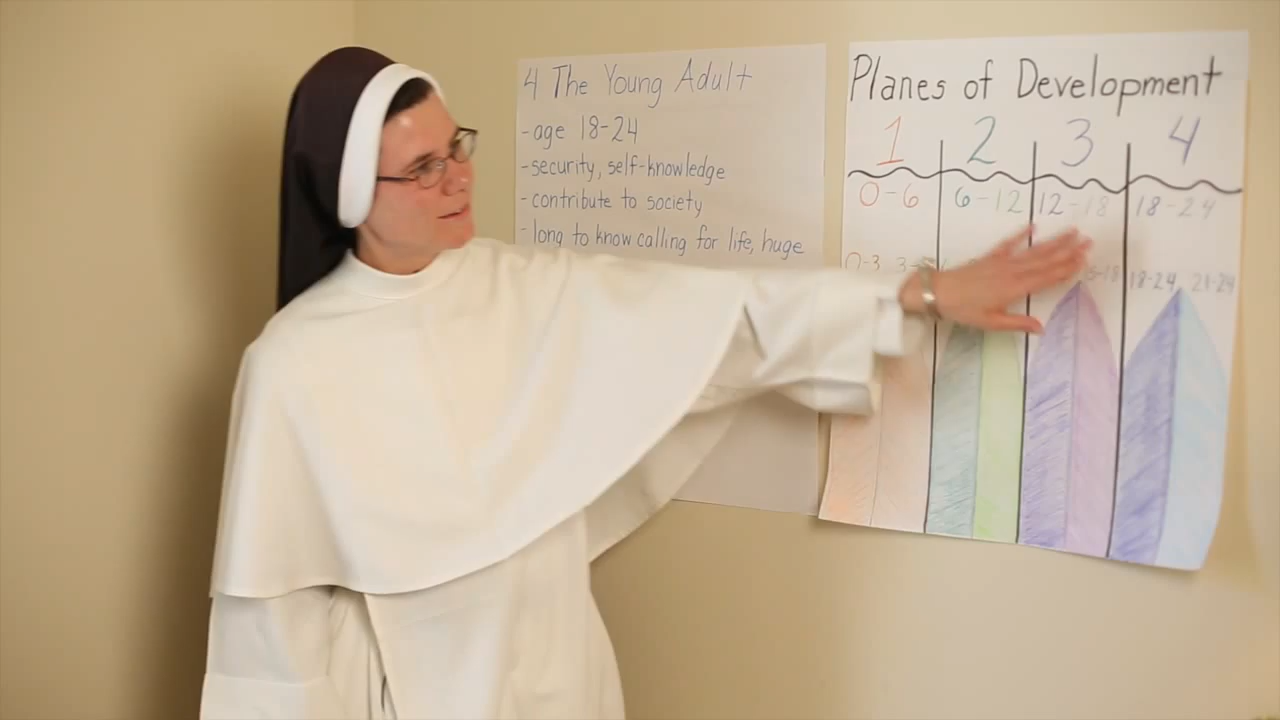 4 The Young Adult
-age 18-24
-security, self-knowledge
-contribute to society
-long to know calling for life, huge
Planes of Development
1 2 3 4
0-6 6-12 12-18 18-24
0-3 18-24 21-24